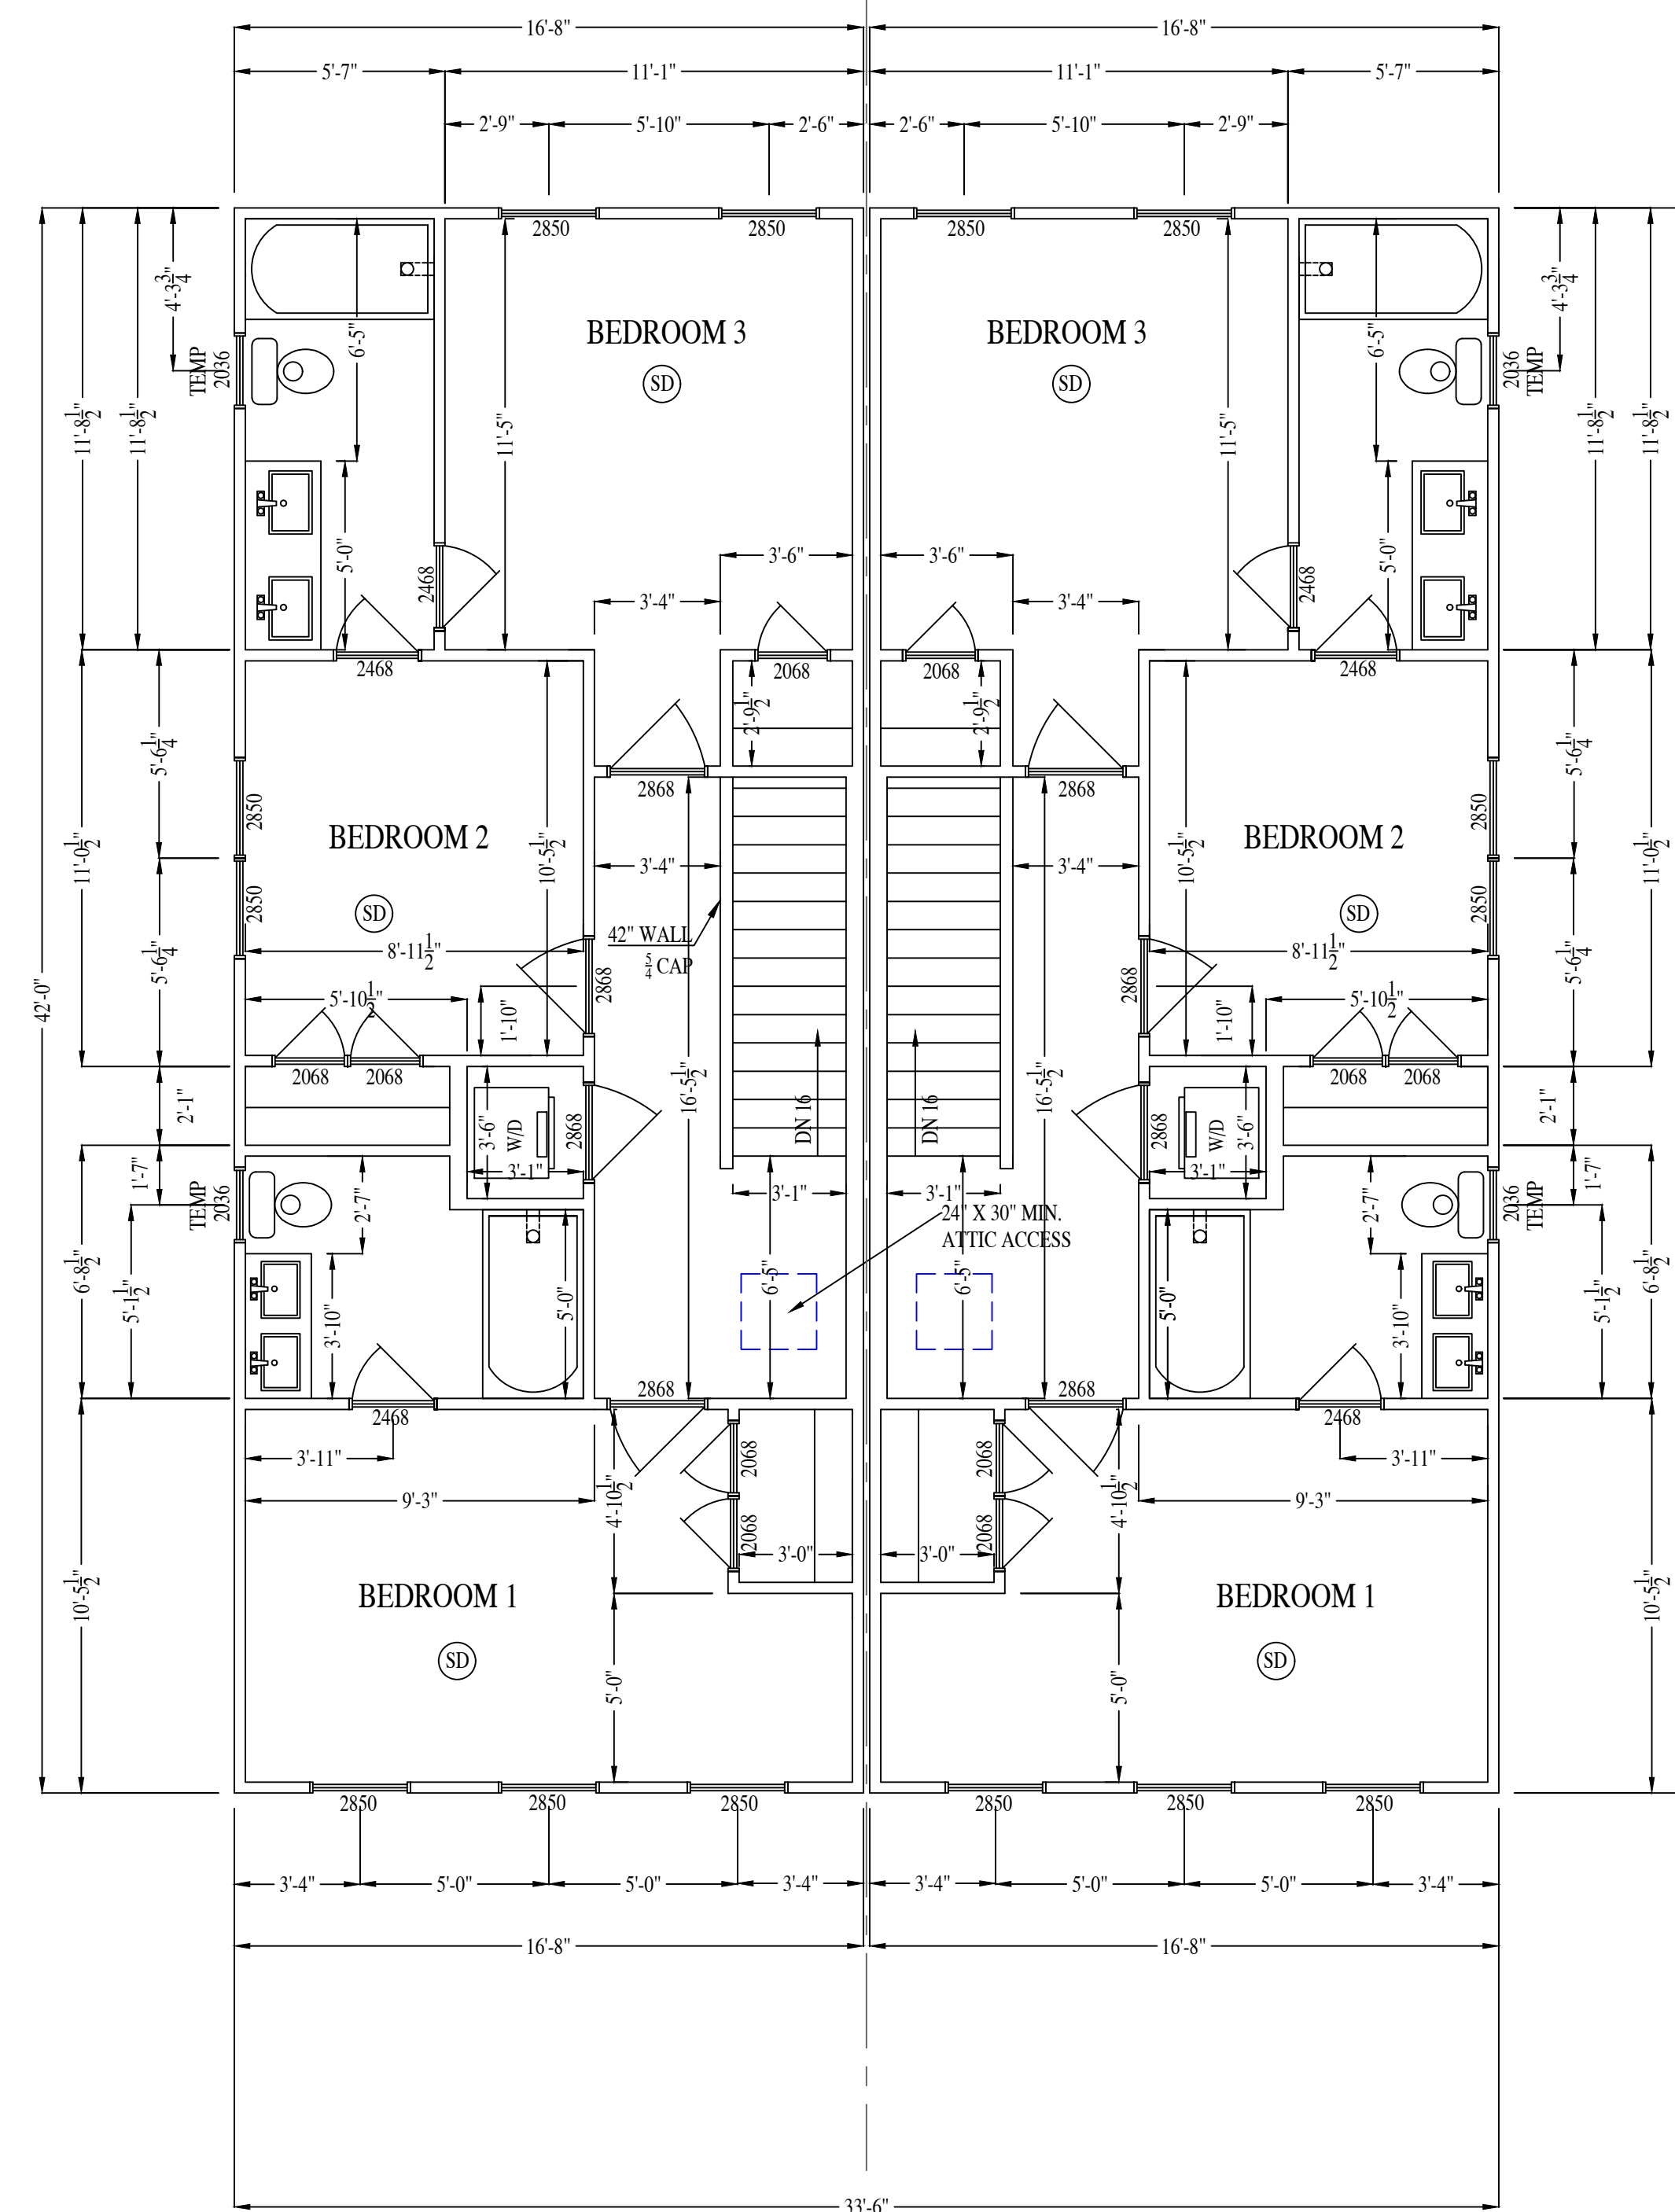 16'-8" 16'-8"
5'-7" 11'-1" 11'-1" 5'-7"
2'-9" 5'-10" 2'-6" 2'-6" 5'-10" 2'-9"
2850 2850 2850 2850
4'-3 3/4" 4'-3 3/4"
BEDROOM 3 BEDROOM 3
6'-5" 6'-5"
TEMP 2036 2036 TEMP
SD SD
11'-8 1/2" 11'-8 1/2" 11'-5" 11'-5" 11'-8 1/2" 11'-8 1/2"
5'-0" 3'-6" 3'-6" 5'-0"
2468 3'-4" 3'-4" 2468
2468 2068 2068 2468
2'-9 1/2" 2'-9 1/2"
5'-6 1/4" 5'-6 1/4"
2868 2868
2850 2850
BEDROOM 2 BEDROOM 2
11'-0 1/2" 10'-5 1/2" 3'-4" 3'-4" 10'-5 1/2" 11'-0 1/2"
2850 SD SD 2850
42" WALL
5/4 CAP
5'-6 1/4" 8'-11 1/2" 8'-11 1/2" 5'-6 1/4"
42'-0" 5'-10 1/2" 2868 2868 5'-10 1/2"
1'-10" 1'-10"
2068 2068 16'-5 1/2" 16'-5 1/2" 2068 2068
2'-1" DN 16 DN 16 2'-1"
3'-6" W/D 2868 2868 W/D 3'-6"
1'-7" 3'-1" 3'-1" 1'-7"
TEMP 2036 2'-7" 3'-1" 3'-1" 2'-7" 2036 TEMP
24" X 30" MIN.
ATTIC ACCESS
6'-8 1/2" 5'-1 1/2" 6'-5" 6'-5" 5'-1 1/2" 6'-8 1/2"
3'-10" 5'-0" 5'-0" 3'-10"
2868 2868
2468 2468
3'-11" 2068 2068 3'-11"
9'-3" 4'-10 1/2" 4'-10 1/2" 9'-3"
2068 3'-0" 3'-0" 2068
10'-5 1/2" BEDROOM 1 BEDROOM 1 10'-5 1/2"
SD 5'-0" 5'-0" SD
2850 2850 2850 2850 2850 2850
3'-4" 5'-0" 5'-0" 3'-4" 3'-4" 5'-0" 5'-0" 3'-4"
16'-8" 16'-8"
33'-6"